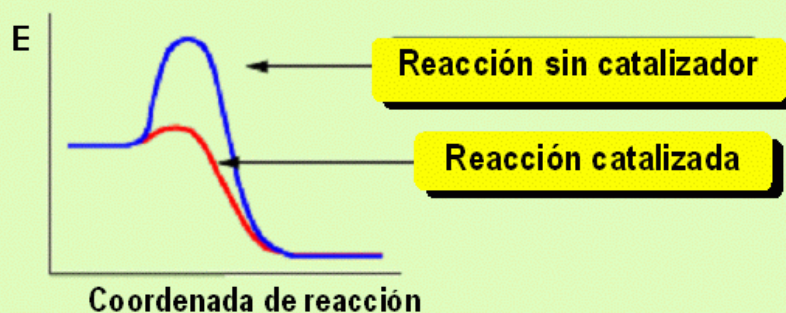 E
Reacción sin catalizador
Reacción catalizada
Coordenada de reacción